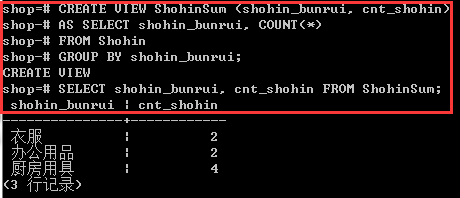 shop=# CREATE VIEW ShohinSum (shohin_bunrui, cnt_shohin)
shop-# AS SELECT shohin_bunrui, COUNT(*)
shop-# FROM Shohin
shop-# GROUP BY shohin_bunrui;
CREATE VIEW
shop=# SELECT shohin_bunrui, cnt_shohin FROM ShohinSum;
shohin_bunrui ¦ cnt_shohin
---------------+------------
衣服 ¦ 2
办公用品 ¦ 2
厨房用具 ¦ 4
(3 行记录)